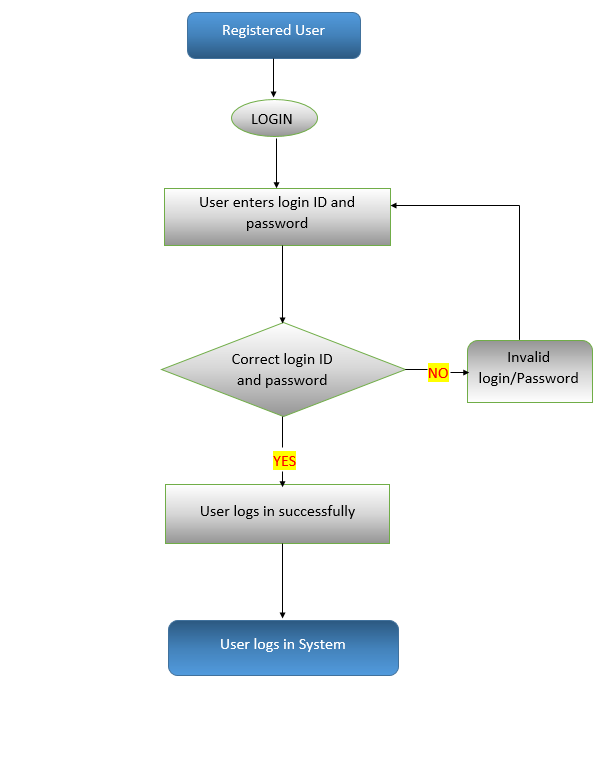 Registered User
LOGIN
User enters login ID and
password
Correct login ID
and password
NO
Invalid
login/Password
YES
User logs in successfully
User logs in System